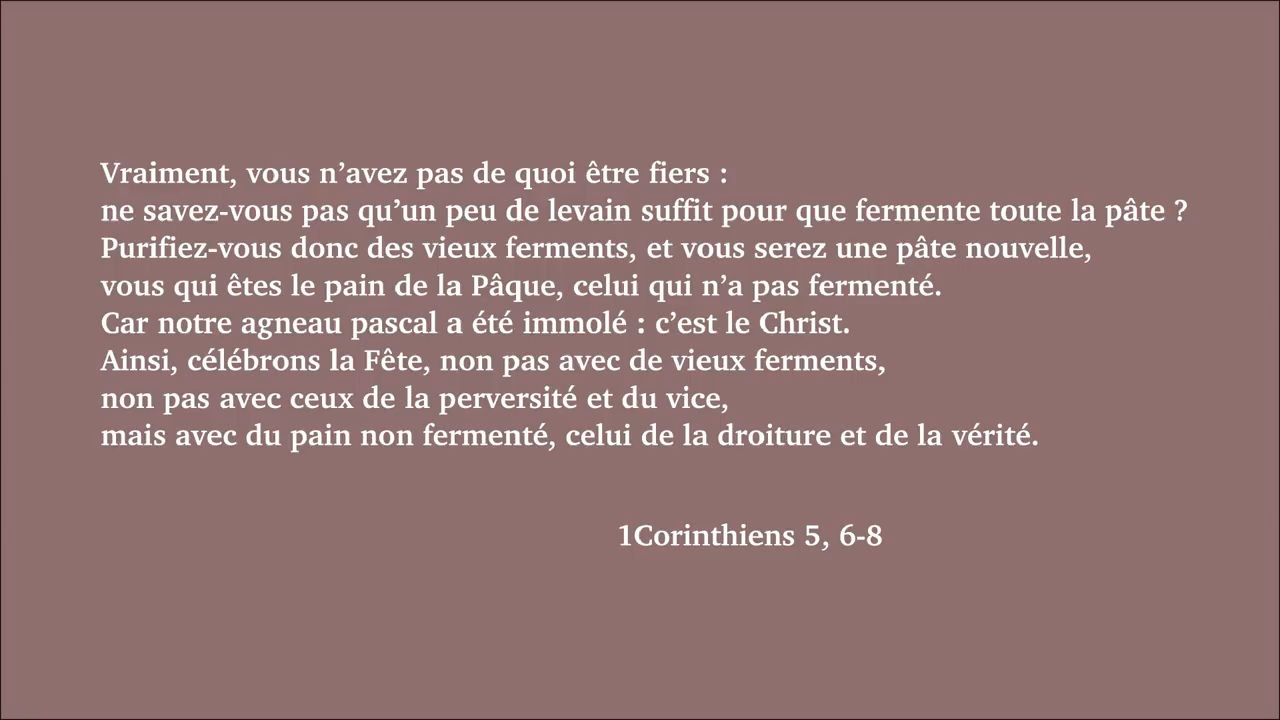 Vraiment, vous n’avez pas de quoi être fiers :
ne savez-vous pas qu’un peu de levain suffit pour que fermente toute la pâte ?
Purifiez-vous donc des vieux ferments, et vous serez une pâte nouvelle,
vous qui êtes le pain de la Pâque, celui qui n’a pas fermenté.
Car notre agneau pascal a été immolé : c’est le Christ.
Ainsi, célébrons la Fête, non pas avec de vieux ferments,
non pas avec ceux de la perversité et du vice,
mais avec du pain non fermenté, celui de la droiture et de la vérité.
1Corinthiens 5, 6-8